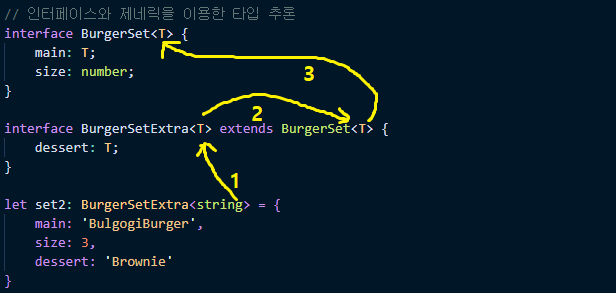 // 인터페이스와 제네릭을 이용한 타입 추론
interface BurgerSet<T> {
    main: T;
    size: number;
}
3
2
interface BurgerSetExtra<T> extends BurgerSet<T> {
    dessert: T;
}
1
let set2: BurgerSetExtra<string> = {
    main: 'BulgogiBurger',
    size: 3,
    dessert: 'Brownie'
}